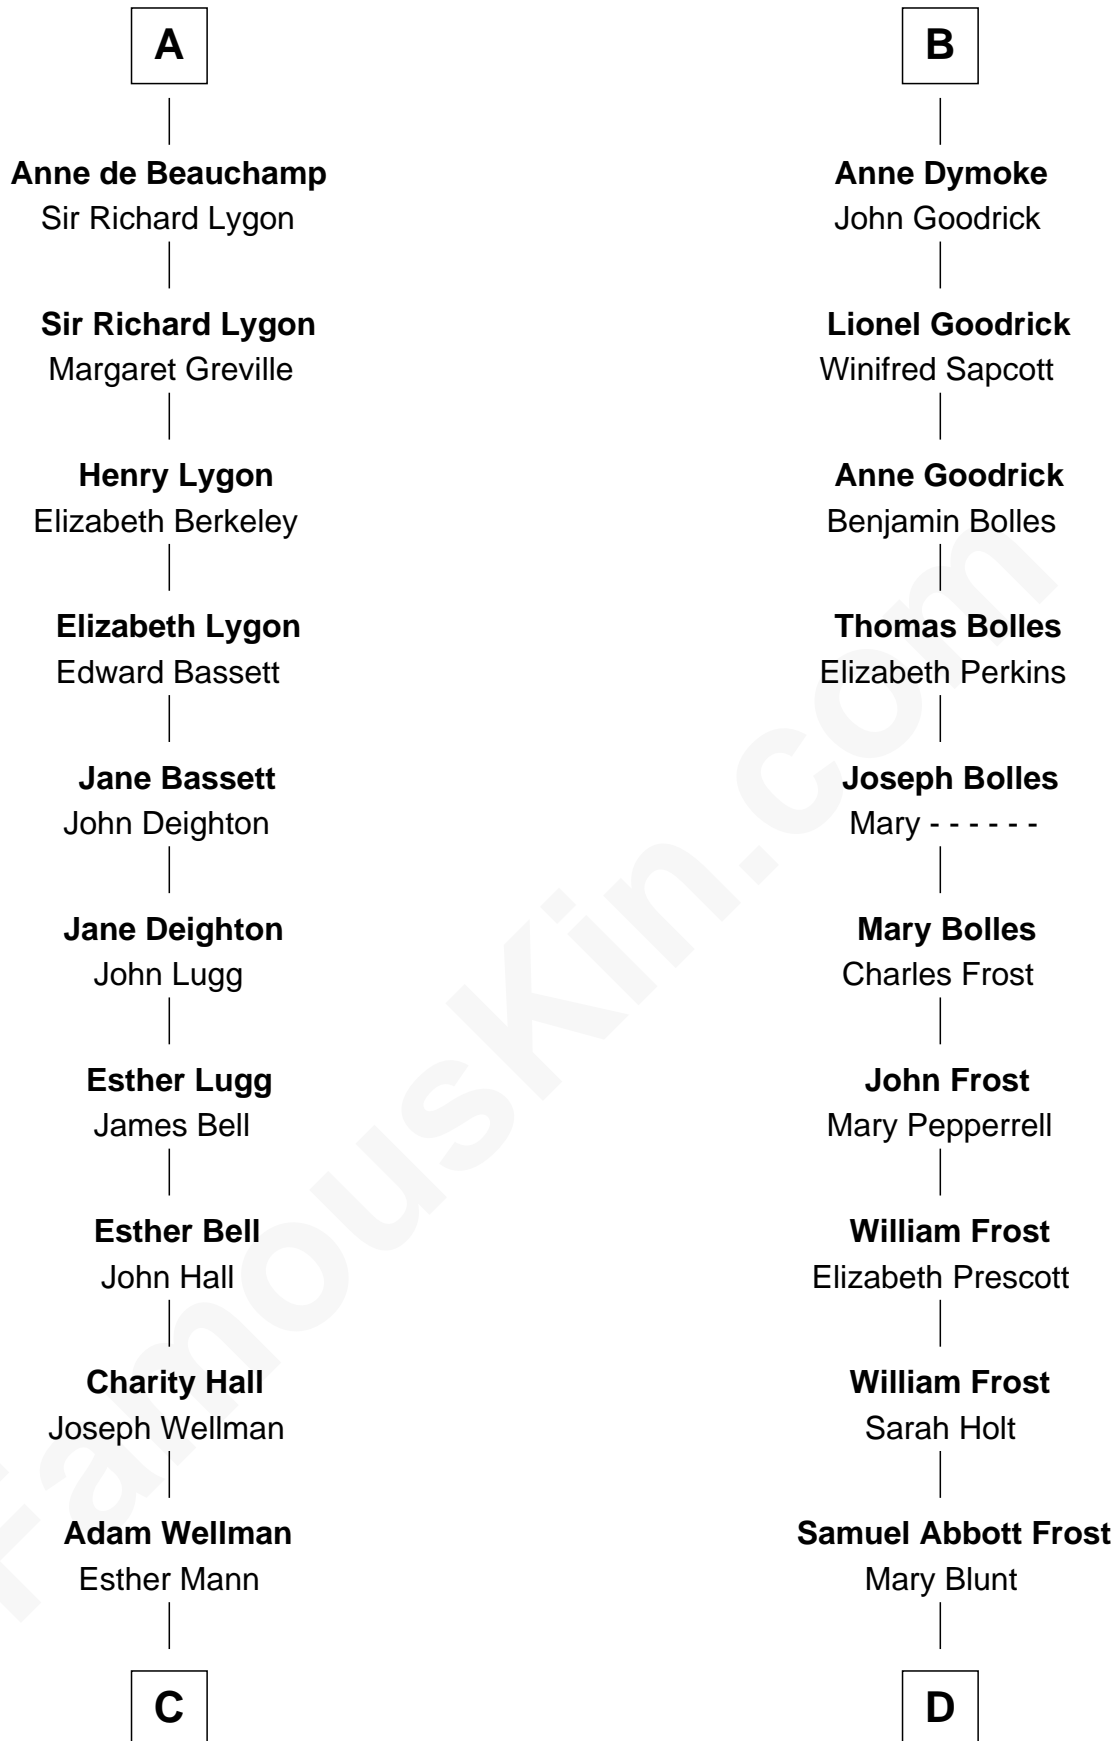 A
Anne de Beauchamp
Sir Richard Lygon
Sir Richard Lygon
Margaret Greville
Henry Lygon
Elizabeth Berkeley
Elizabeth Lygon
Edward Bassett
Jane Bassett
John Deighton
Jane Deighton
John Lugg
Esther Lugg
James Bell
Esther Bell
John Hall
Charity Hall
Joseph Wellman
Adam Wellman
Esther Mann
C
B
Anne Dymoke
John Goodrick
Lionel Goodrick
Winifred Sapcott
Anne Goodrick
Benjamin Bolles
Thomas Bolles
Elizabeth Perkins
Joseph Bolles
Mary - - - - - -
Mary Bolles
Charles Frost
John Frost
Mary Pepperrell
William Frost
Elizabeth Prescott
William Frost
Sarah Holt
Samuel Abbott Frost
Mary Blunt
D
FamousKin.com